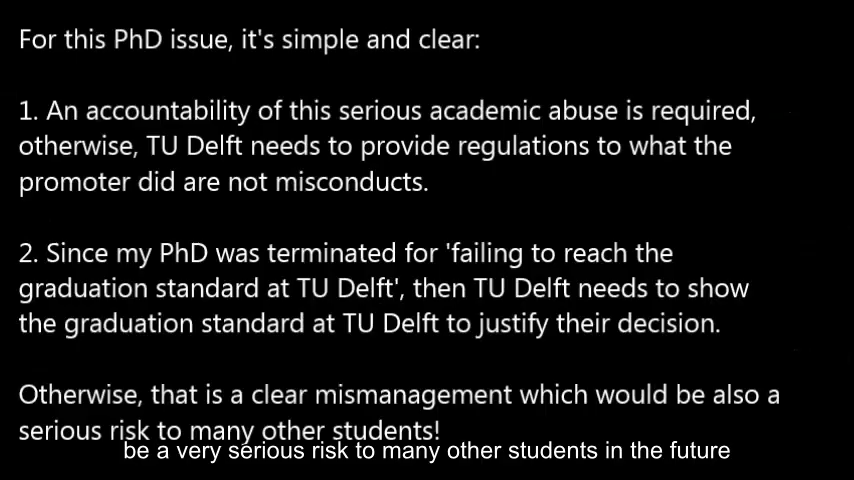 For this PhD issue, it's simple and clear:
1. An accountability of this serious academic abuse is required,
otherwise, TU Delft needs to provide regulations to what the
promoter did are not misconducts.
2. Since my PhD was terminated for 'failing to reach the
graduation standard at TU Delft', then TU Delft needs to show
the graduation standard at TU Delft to justify their decision.
Otherwise, that is a clear mismanagement which would be also a
serious risk to many other students!
be a very serious risk to many other students in the future